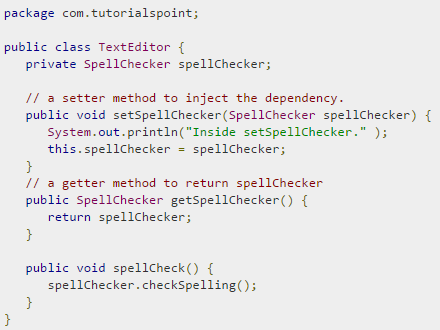 package com.tutorialspoint;

public class TextEditor {
   private SpellChecker spellChecker;

   // a setter method to inject the dependency.
   public void setSpellChecker(SpellChecker spellChecker) {
      System.out.println("Inside setSpellChecker." );
      this.spellChecker = spellChecker;
   }
   // a getter method to return spellChecker
   public SpellChecker getSpellChecker() {
      return spellChecker;
   }

   public void spellCheck() {
      spellChecker.checkSpelling();
   }
}